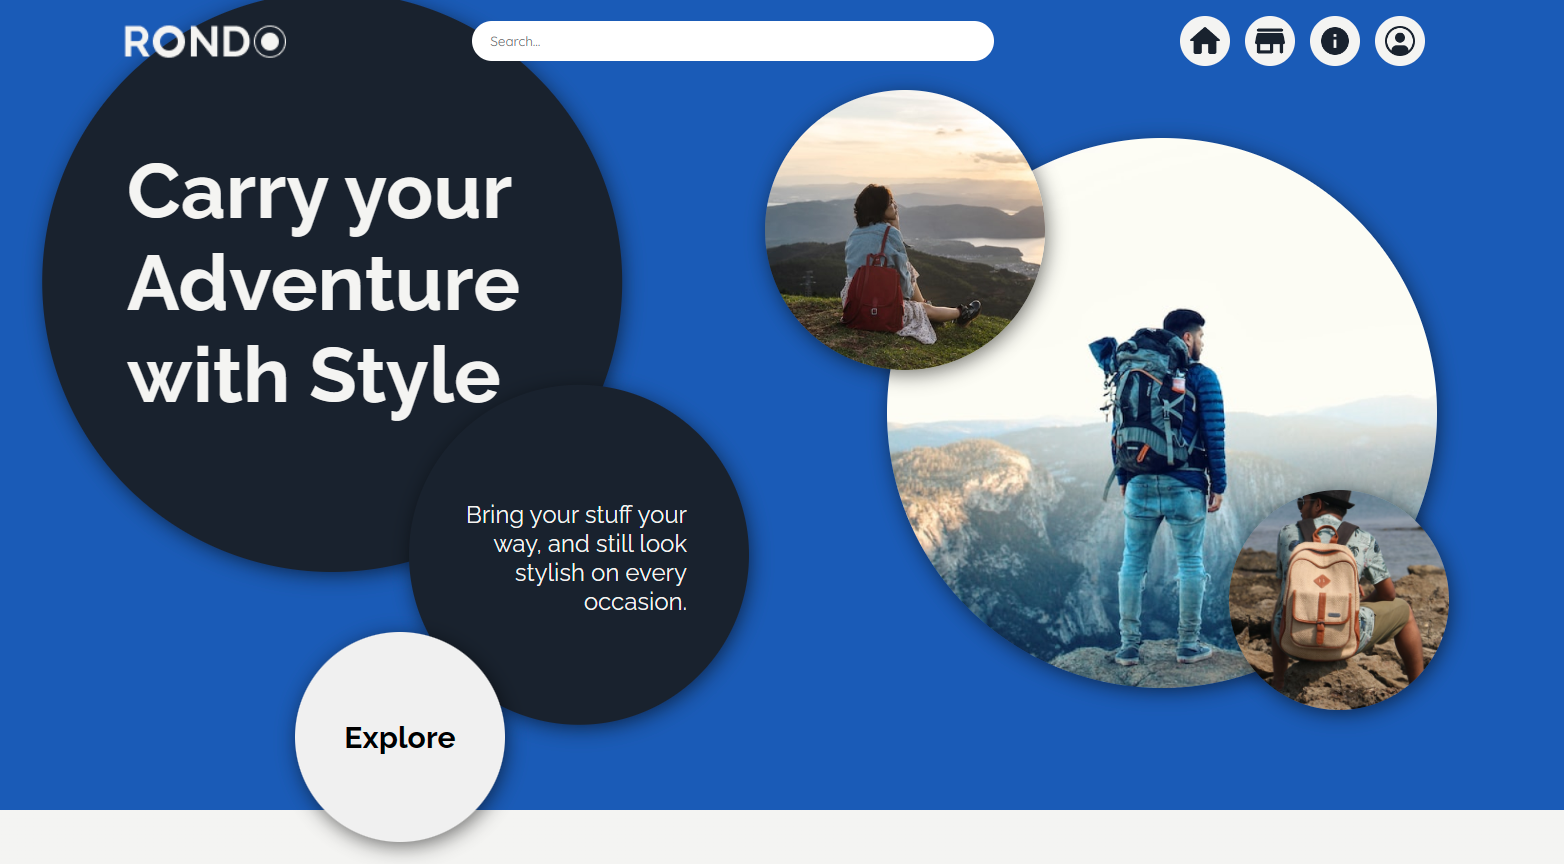 RONDO
Search...
Carry your
Adventure
with Style
Bring your stuff your
way, and still look
stylish on every
occasion.
Explore